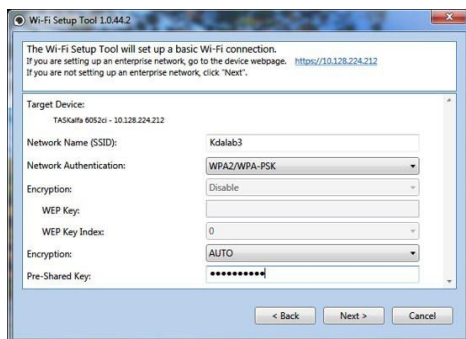 Wi-Fi Setup Tool 1.0.44.2
The Wi-Fi Setup Tool will set up a basic Wi-Fi connection.
If you are setting up an enterprise network, go to the device webpage. https://10.128.224.212
If you are not setting up an enterprise network, click "Next".
Target Device:
TASKalfa 6052ci - 10.128.224.212
Network Name (SSID): Kdalab3
Network Authentication: WPA2/WPA-PSK
Encryption: Disable
WEP Key:
WEP Key Index: 0
Encryption: AUTO
Pre-Shared Key: ••••••••••
< Back Next > Cancel